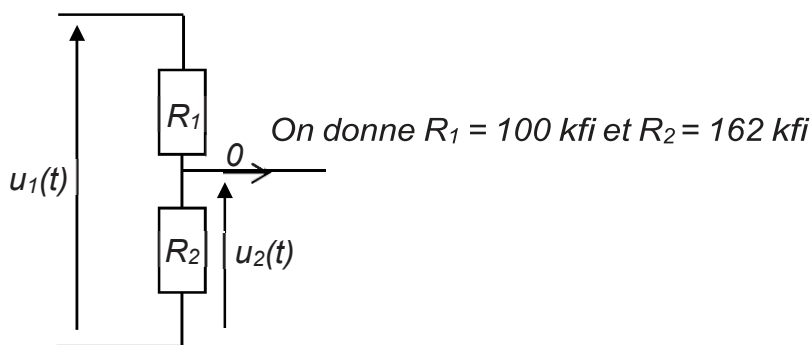 R1
0
On donne R1 = 100 kfi et R2 = 162 kfi
u1(t)
R2
u2(t)